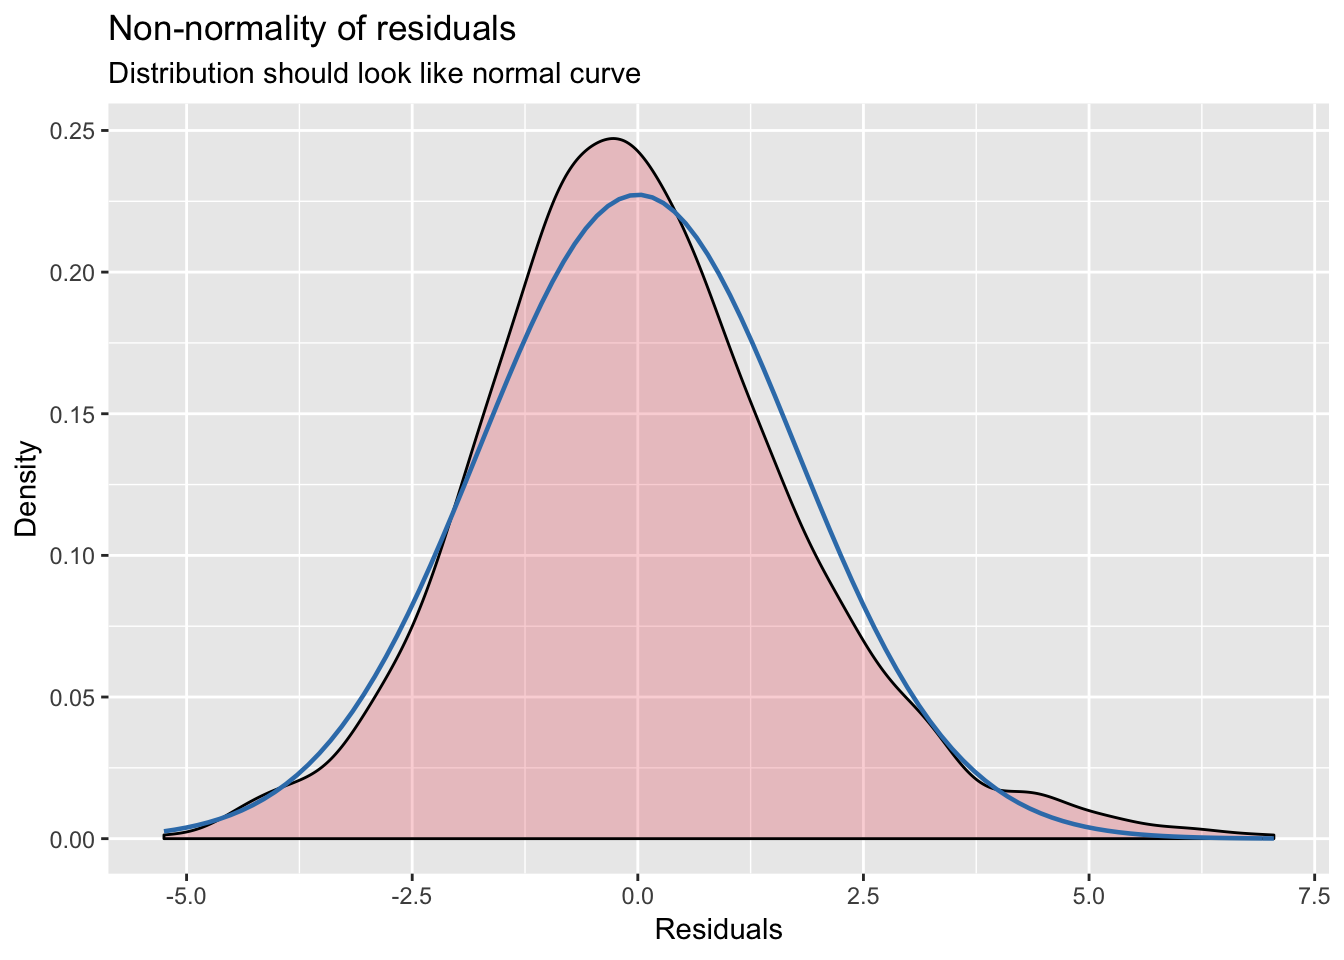 Non-normality of residuals
Distribution should look like normal curve
0.25
0.20
0.15
0.10
0.05
0.00
Density
-5.0 -2.5 0.0 2.5 5.0 7.5
Residuals